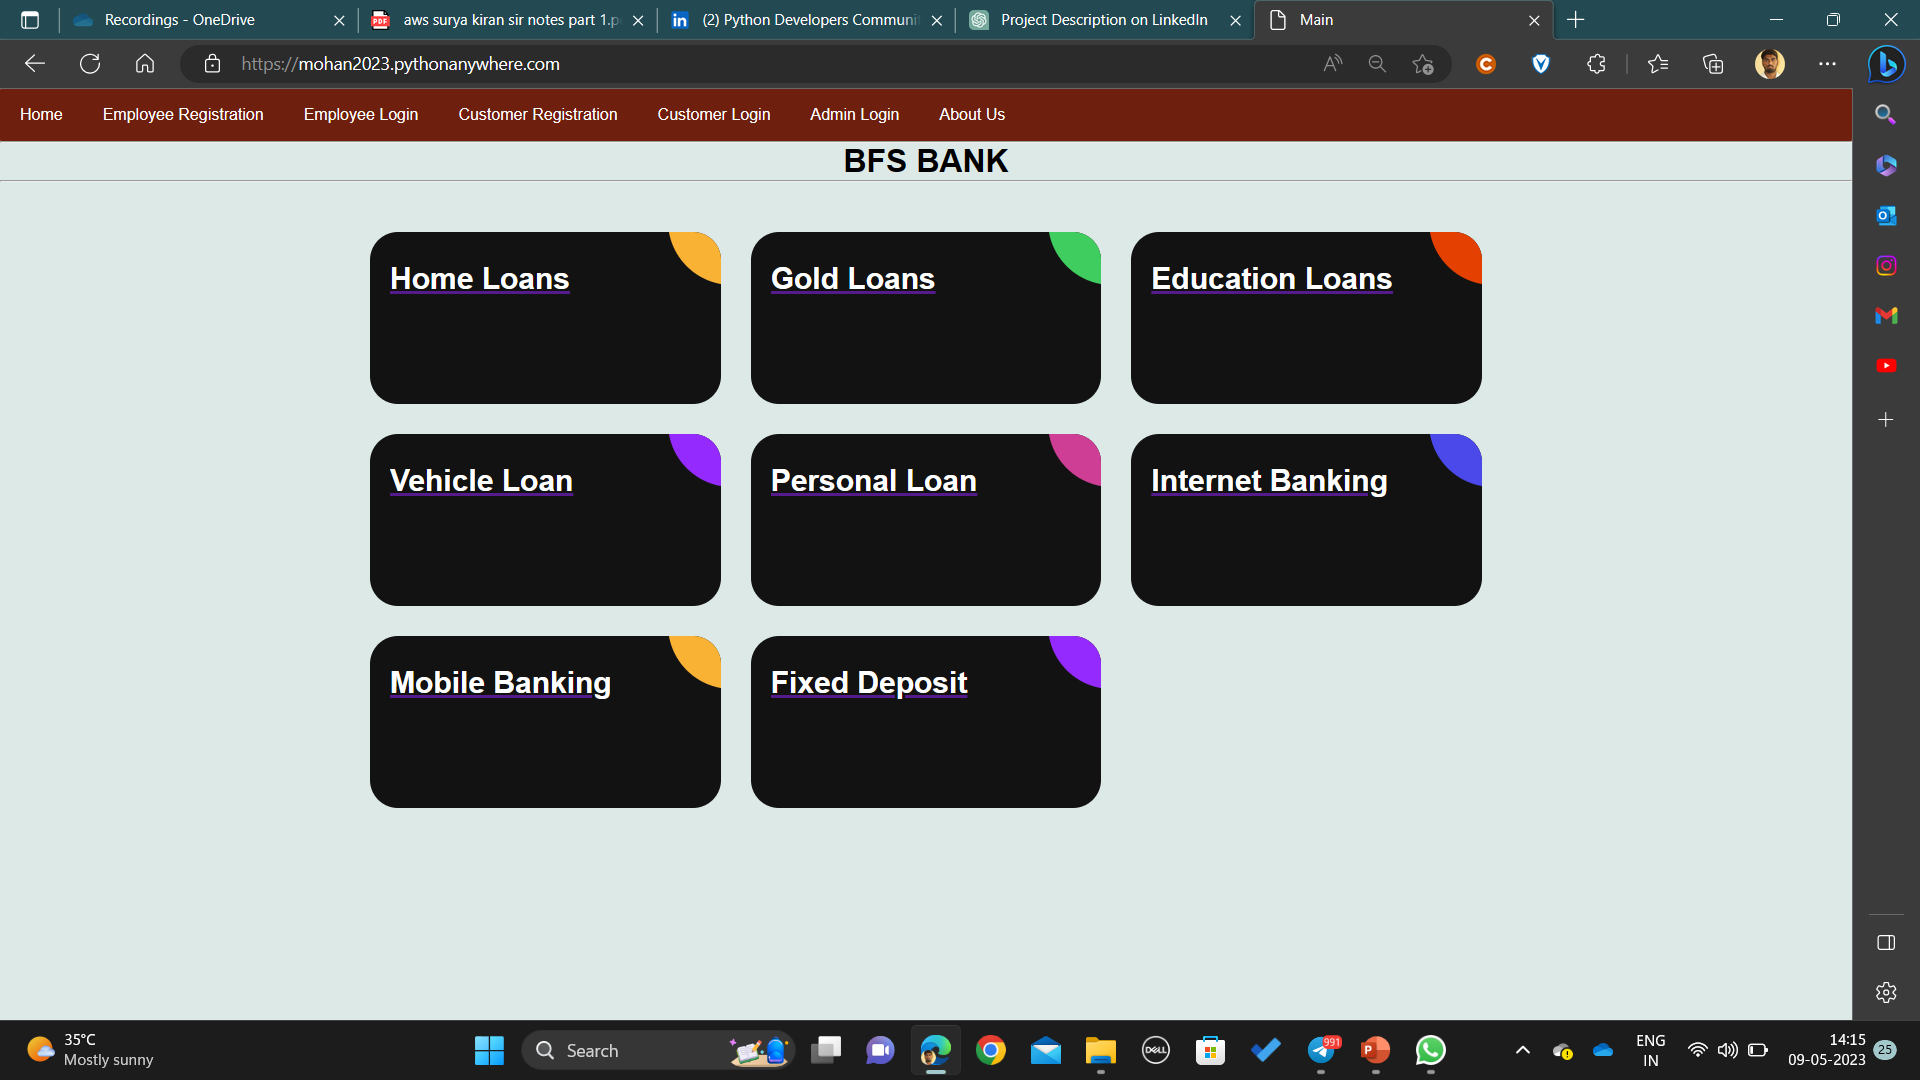 Recordings - OneDrive
aws surya kiran sir notes part 1.p
(2) Python Developers Communi
Project Description on LinkedIn
Main
https://mohan2023.pythonanywhere.com
Home Employee Registration Employee Login Customer Registration Customer Login Admin Login About Us
BFS BANK
Home Loans
Gold Loans
Education Loans
Vehicle Loan
Personal Loan
Internet Banking
Mobile Banking
Fixed Deposit
35°C
Mostly sunny
Search
DELL
991
ENG
IN
14:15
09-05-2023
25